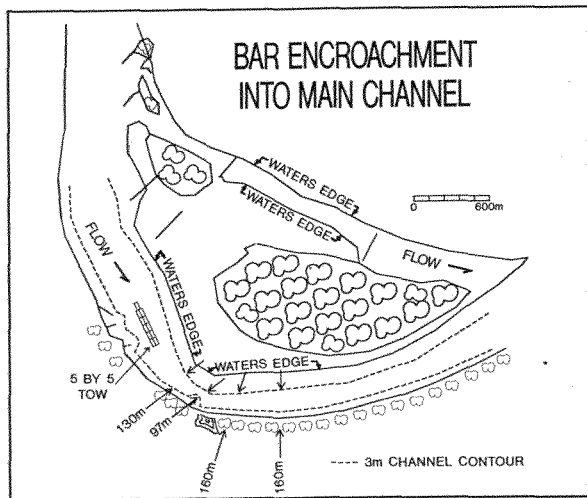 BAR ENCROACHMENT
INTO MAIN CHANNEL
WATERS EDGE
WATERS EDGE
0 600m
FLOW
FLOW
WATERS EDGE
WATERS EDGE
5 BY 5
TOW
130m
97m
160m
160m
3m CHANNEL CONTOUR